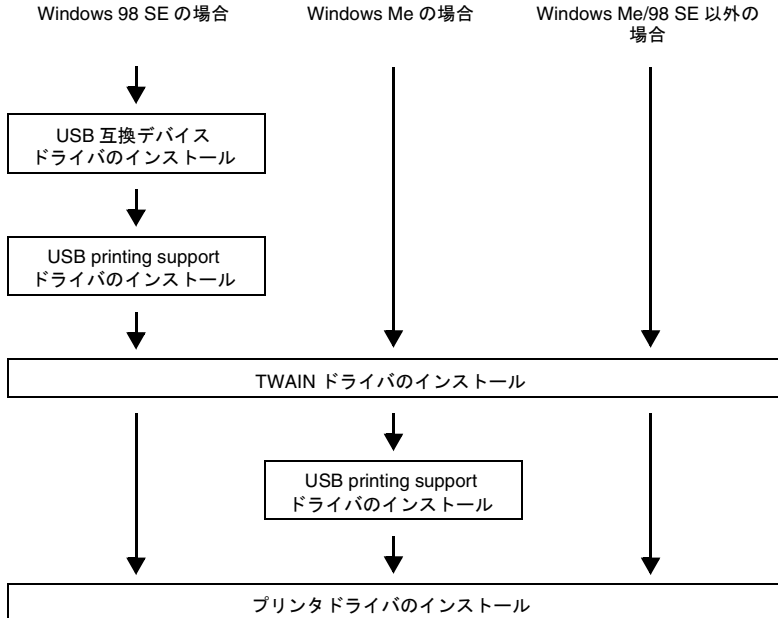 Windows 98 SE の場合
Windows Me の場合
Windows Me/98 SE 以外の
場合
USB 互換デバイス
ドライバのインストール
USB printing support
ドライバのインストール
TWAIN ドライバのインストール
USB printing support
ドライバのインストール
プリンタドライバのインストール